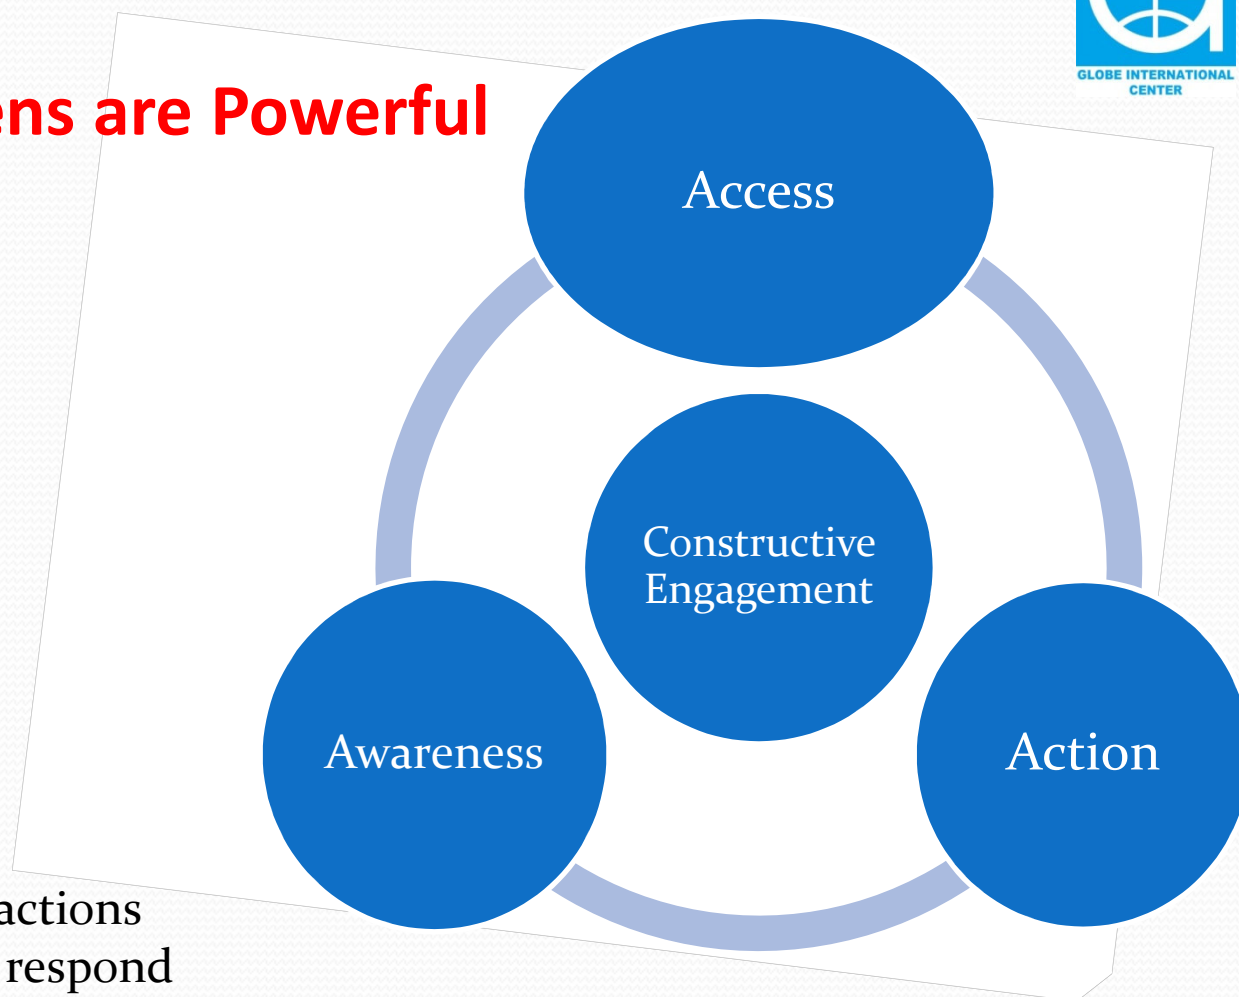 GLOBE INTERNATIONAL
CENTER
ens are Powerful
Access
Constructive
Engagement
Awareness
Action
actions
respond